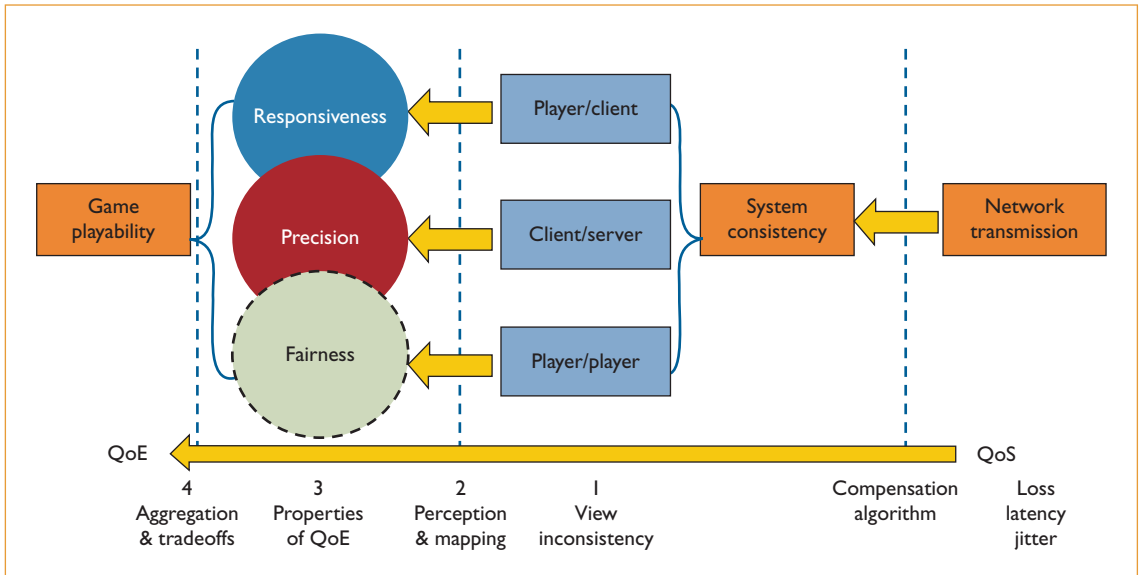 Responsiveness
Player/client
Game
playability
Precision
Client/server
System
consistency
Network
transmission
Fairness
Player/player
QoE
QoS
4
Aggregation
& tradeoffs
3
Properties
of QoE
2
Perception
& mapping
1
View
inconsistency
Compensation
algorithm
Loss
latency
jitter